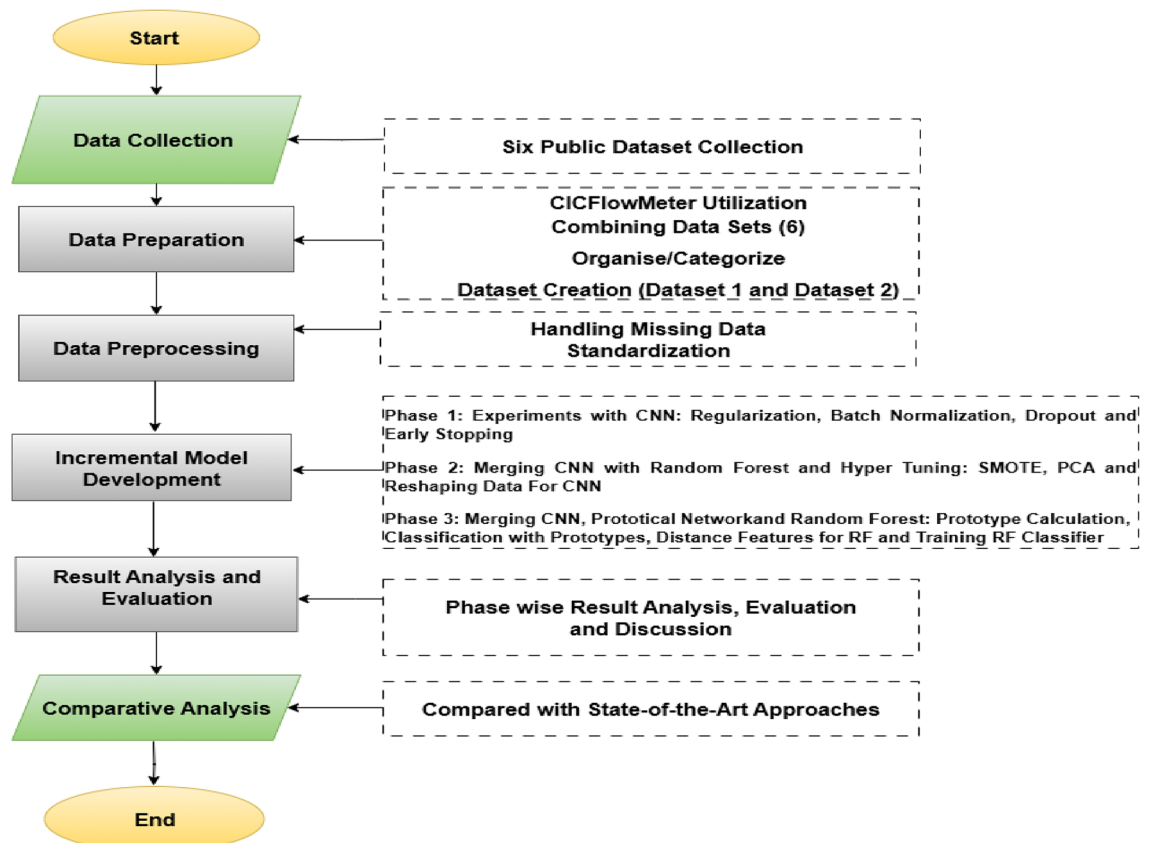 Start
Data Collection
Six Public Dataset Collection
Data Preparation
CICFlowMeter Utilization
Combining Data Sets (6)
Organise/Categorize
Dataset Creation (Dataset 1 and Dataset 2)
Data Preprocessing
Handling Missing Data
Standardization
Incremental Model
Development
Phase 1: Experiments with CNN: Regularization, Batch Normalization, Dropout and
Early Stopping
Phase 2: Merging CNN with Random Forest and Hyper Tuning: SMOTE, PCA and
Reshaping Data For CNN
Phase 3: Merging CNN, Prototical Networkand Random Forest: Prototype Calculation,
Classification with Prototypes, Distance Features for RF and Training RF Classifier
Result Analysis and
Evaluation
Phase wise Result Analysis, Evaluation
and Discussion
Comparative Analysis
Compared with State-of-the-Art Approaches
End